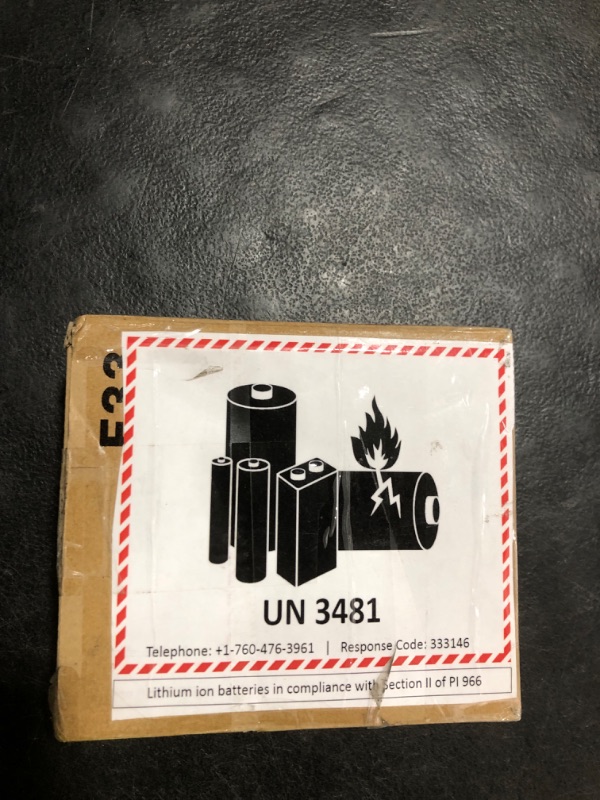 UN 3481
Telephone: +1-760-476-3961 | Response Code: 333146
Lithium ion batteries in compliance with Section II of PI 966